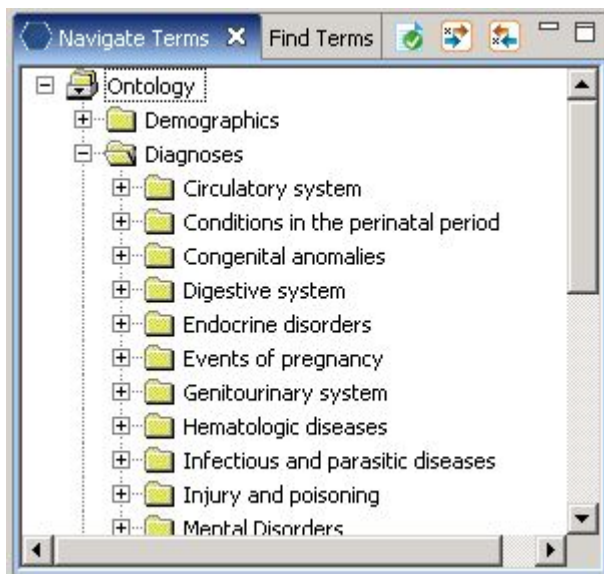 Navigate Terms Find Terms
Ontology
Demographics
Diagnoses
Circulatory system
Conditions in the perinatal period
Congenital anomalies
Digestive system
Endocrine disorders
Events of pregnancy
Genitourinary system
Hematologic diseases
Infectious and parasitic diseases
Injury and poisoning
Mental Disorders